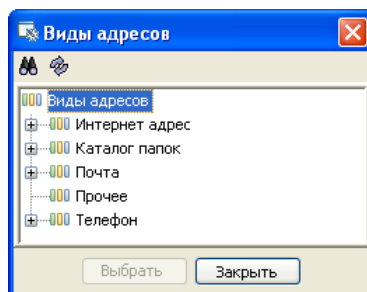 Виды адресов
Виды адресов
Интернет адрес
Каталог папок
Почта
Прочее
Телефон
Выбрать Закрыть